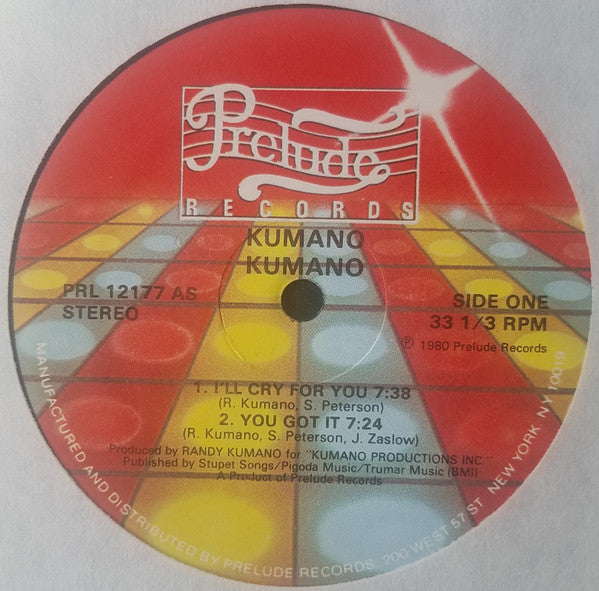 Prelude
RECORDS
KUMANO
KUMANO
PRL 12177 AS
STEREO
SIDE ONE
33 1/3 RPM
℗ 1980 Prelude Records
1. I'LL CRY FOR YOU 7:38
(R. Kumano, S. Peterson)
2. YOU GOT IT 7:24
(R. Kumano, S. Peterson, J. Zaslow)
Produced by RANDY KUMANO for "KUMANO PRODUCTIONS INC."
Published by Stupet Songs/Pigoda Music/Trumar Music (BMI)
A Product of Prelude Records
MANUFACTURED AND DISTRIBUTED BY PRELUDE RECORDS, 200 WEST 57 ST. NEW YORK, NY 10019